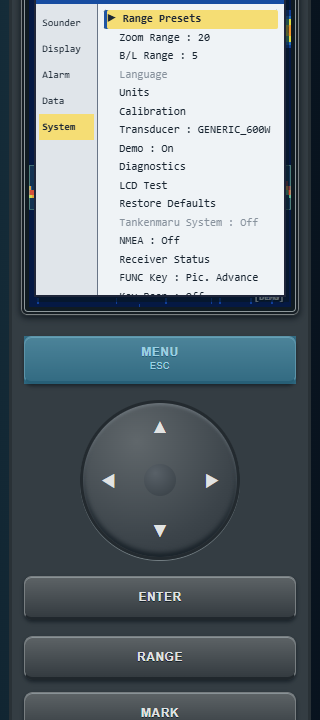 Sounder
Display
Alarm
Data
System
▶ Range Presets
Zoom Range : 20
B/L Range : 5
Language
Units
Calibration
Transducer : GENERIC_600W
Demo : On
Diagnostics
LCD Test
Restore Defaults
Tankenmaru System : Off
NMEA : Off
Receiver Status
FUNC Key : Pic. Advance
MENU
ESC
▲
◀ ▶
▼
ENTER
RANGE
MARK